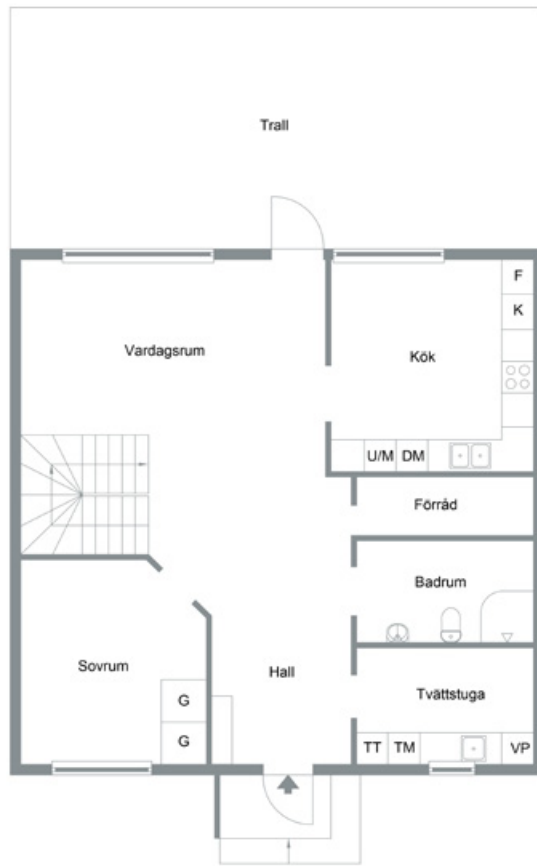 Trall
F
K
Vardagsrum
Kök
U/M DM
Förråd
Badrum
Sovrum
Hall
Tvättstuga
G
G
TT TM VP